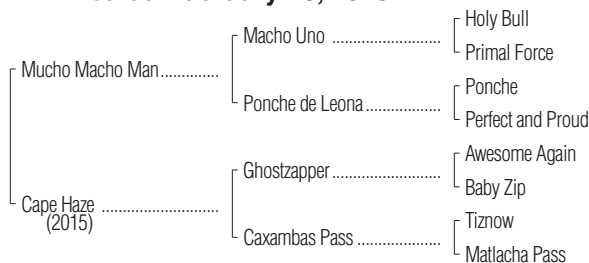 Holy Bull
Macho Uno ....................
Primal Force
Mucho Macho Man ..............
Ponche
Ponche de Leona ...................
Perfect and Proud
Awesome Again
Ghostzapper ............................
Baby Zip
Cape Haze .............................
(2015)
Tiznow
Caxambas Pass .....................
Matlacha Pass